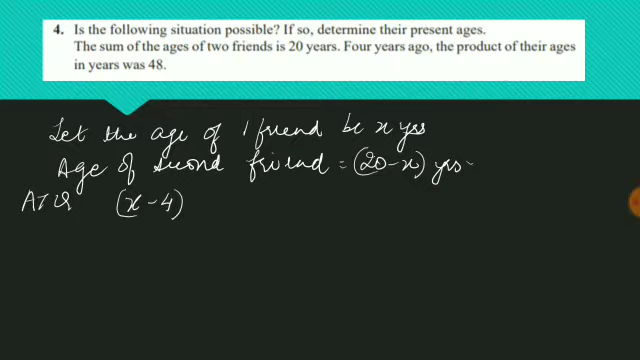 4. Is the following situation possible? If so, determine their present ages.
The sum of the ages of two friends is 20 years. Four years ago, the product of their ages
in years was 48.
Let the age of 1 friend be x yrs
Age of second friend = (20-x) yrs
ATQ (x-4)